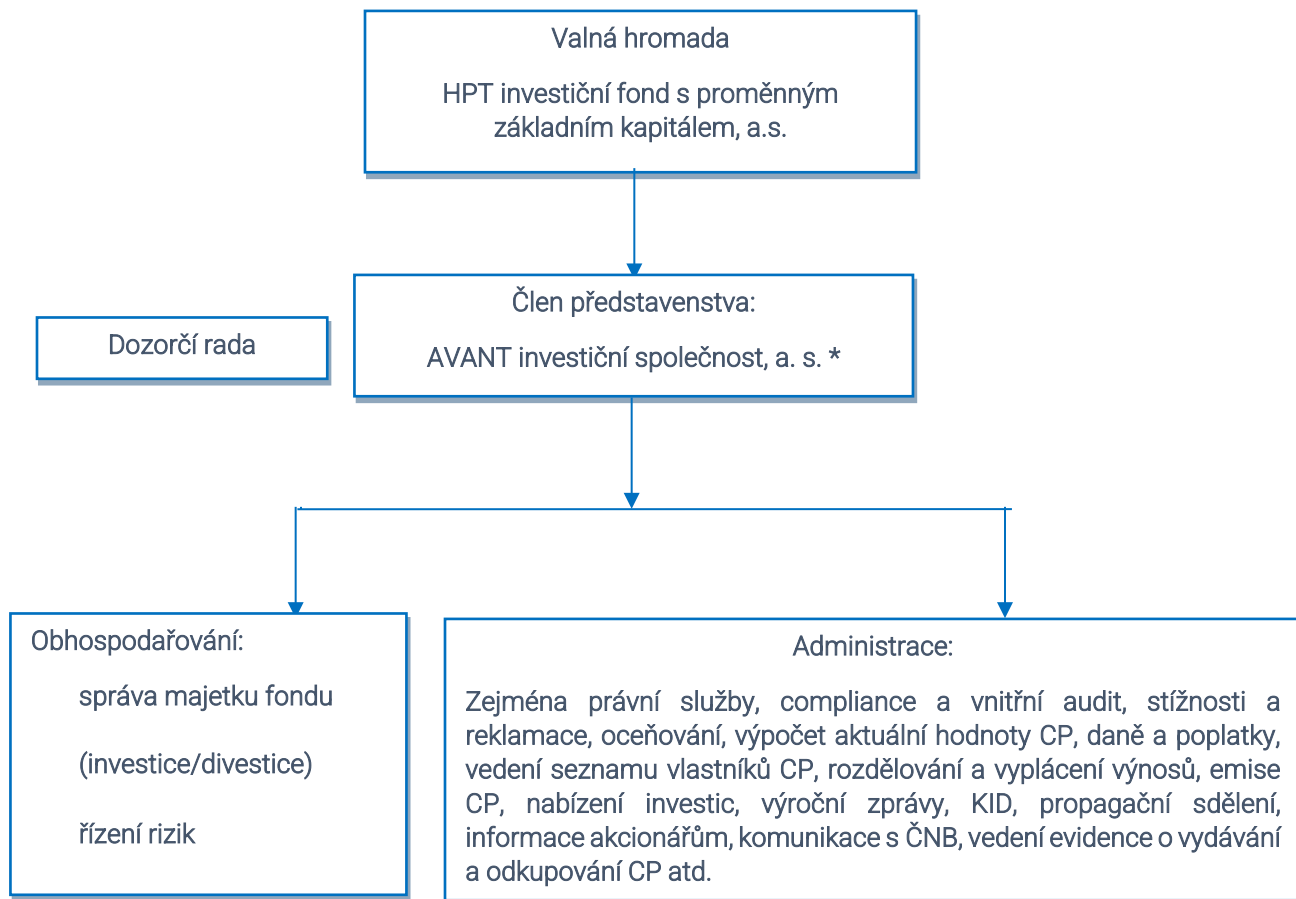 Valná hromada
HPT investiční fond s proměnným
základním kapitálem, a.s.
Člen představenstva:
AVANT investiční společnost, a. s. *
Dozorčí rada
Obhospodařování:
správa majetku fondu
(investice/divestice)
řízení rizik
Administrace:
Zejména právní služby, compliance a vnitřní audit, stížnosti a
reklamace, oceňování, výpočet aktuální hodnoty CP, daně a poplatky,
vedení seznamu vlastníků CP, rozdělování a vyplácení výnosů, emise
CP, nabízení investic, výroční zprávy, KID, propagační sdělení,
informace akcionářům, komunikace s ČNB, vedení evidence o vydávání
a odkupování CP atd.